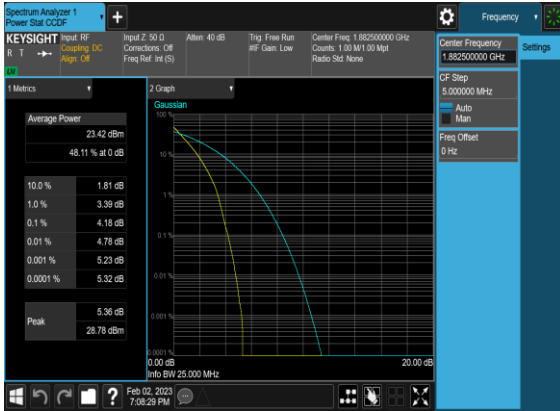 Spectrum Analyzer 1
Power Stat CCDF
Frequency
KEYSIGHT
R T
LXI
Input: RF
Coupling: DC
Align: Off
Input Z: 50 Ω
Corrections: Off
Freq Ref: Int (S)
Atten: 40 dB
Trig: Free Run
#IF Gain: Low
Center Freq: 1.882500000 GHz
Counts: 1.00 M/1.00 Mpt
Radio Std: None
Center Frequency
1.882500000 GHz
Settings
CF Step
5.000000 MHz
Auto
Man
Freq Offset
0 Hz
1 Metrics
Average Power
23.42 dBm
48.11 % at 0 dB
10.0 % 1.81 dB
1.0 % 3.39 dB
0.1 % 4.18 dB
0.01 % 4.78 dB
0.001 % 5.23 dB
0.0001 % 5.32 dB
Peak
5.36 dB
28.78 dBm
2 Graph
Gaussian
100 %
10 %
1 %
0.1 %
0.01 %
0.001 %
0.0001 %
0.00 dB
20.00 dB
Info BW 25.000 MHz
?
Feb 02, 2023
7:08:29 PM